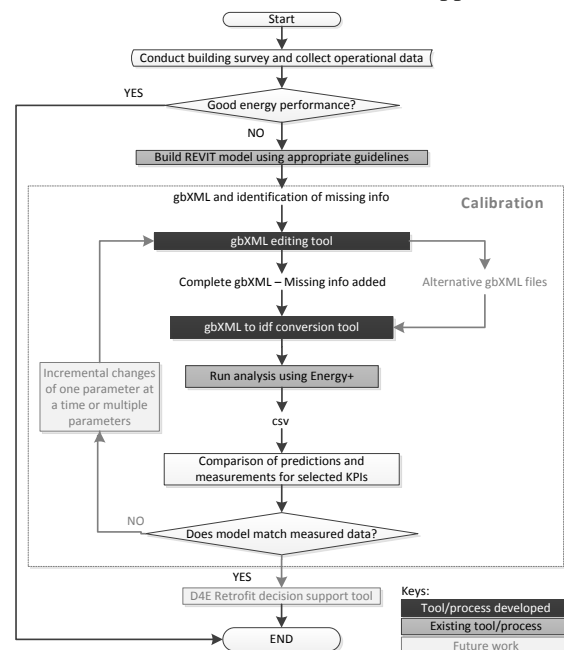 Start
Conduct building survey and collect operational data
YES
Good energy performance?
NO
Build REVIT model using appropriate guidelines
gbXML and identification of missing info
Calibration
gbXML editing tool
Complete gbXML – Missing info added
Alternative gbXML files
gbXML to idf conversion tool
Incremental changes
of one parameter at
a time or multiple
parameters
Run analysis using Energy+
csv
Comparison of predictions and
measurements for selected KPIs
NO
Does model match measured data?
YES
D4E Retrofit decision support tool
END
Keys:
Tool/process developed
Existing tool/process
Future work